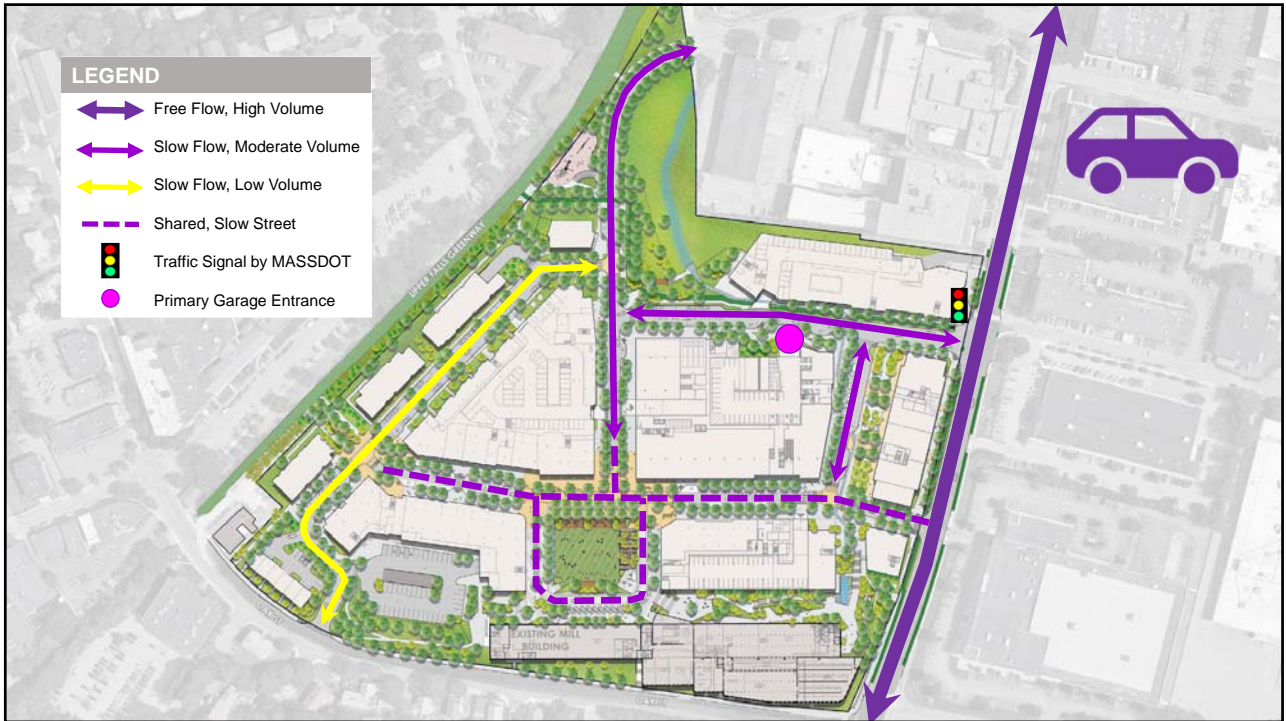 LEGEND
Free Flow, High Volume
Slow Flow, Moderate Volume
Slow Flow, Low Volume
Shared, Slow Street
Traffic Signal by MASSDOT
Primary Garage Entrance
UPPER FALLS GREENWAY
EXISTING MILL
BUILDING